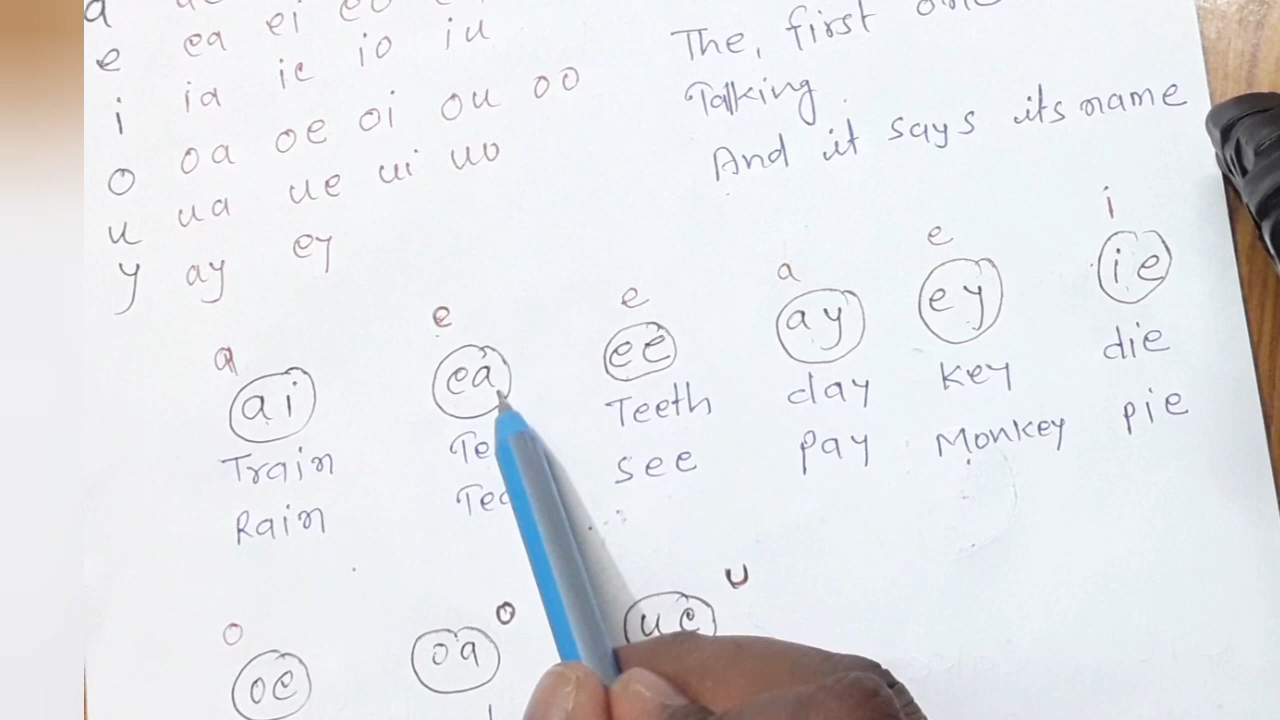 a
e ea ei eo
i ia ie io iu
o oa oe oi ou oo
u ua ue ui uo
y ay ey
The, first one
Talking
And it says its name
a e e a e i
ai ea ee ay ey ie
Train Teeth day key die
Rain see pay Monkey pie
o o u
oe oa ue